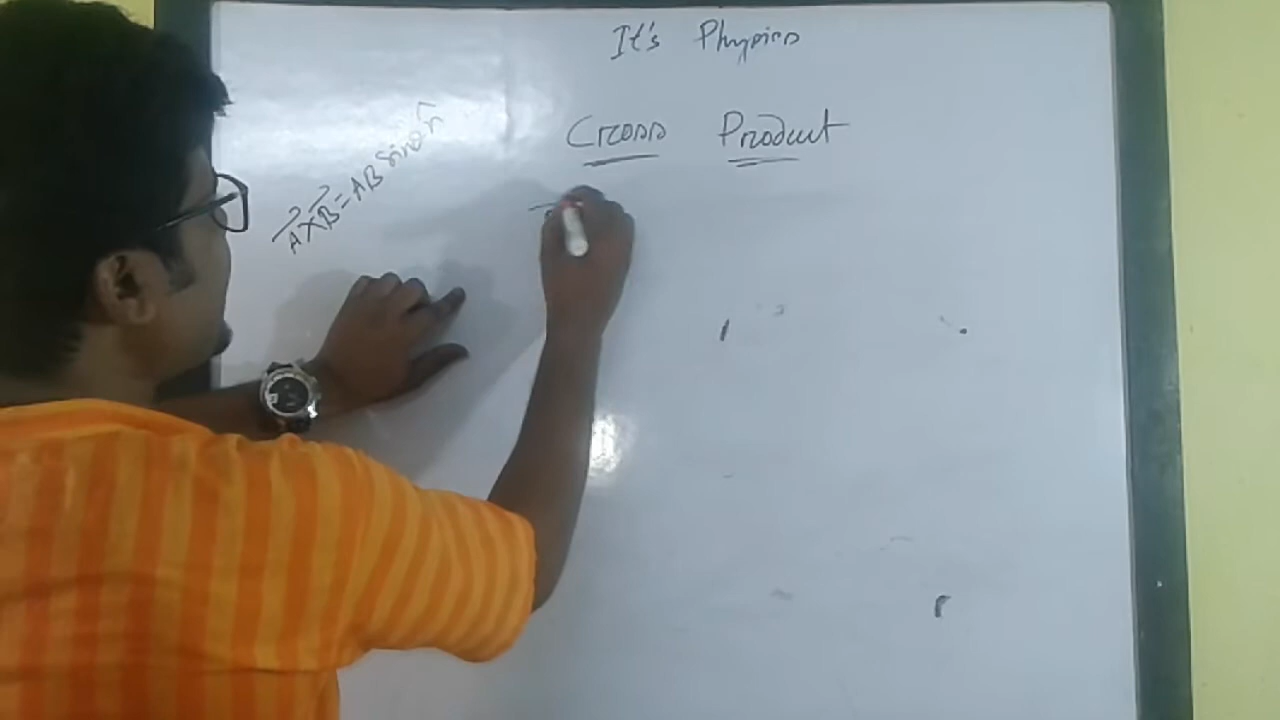 It's Physics
Cross Product
A⃗ × B⃗ = AB sinθ n̂